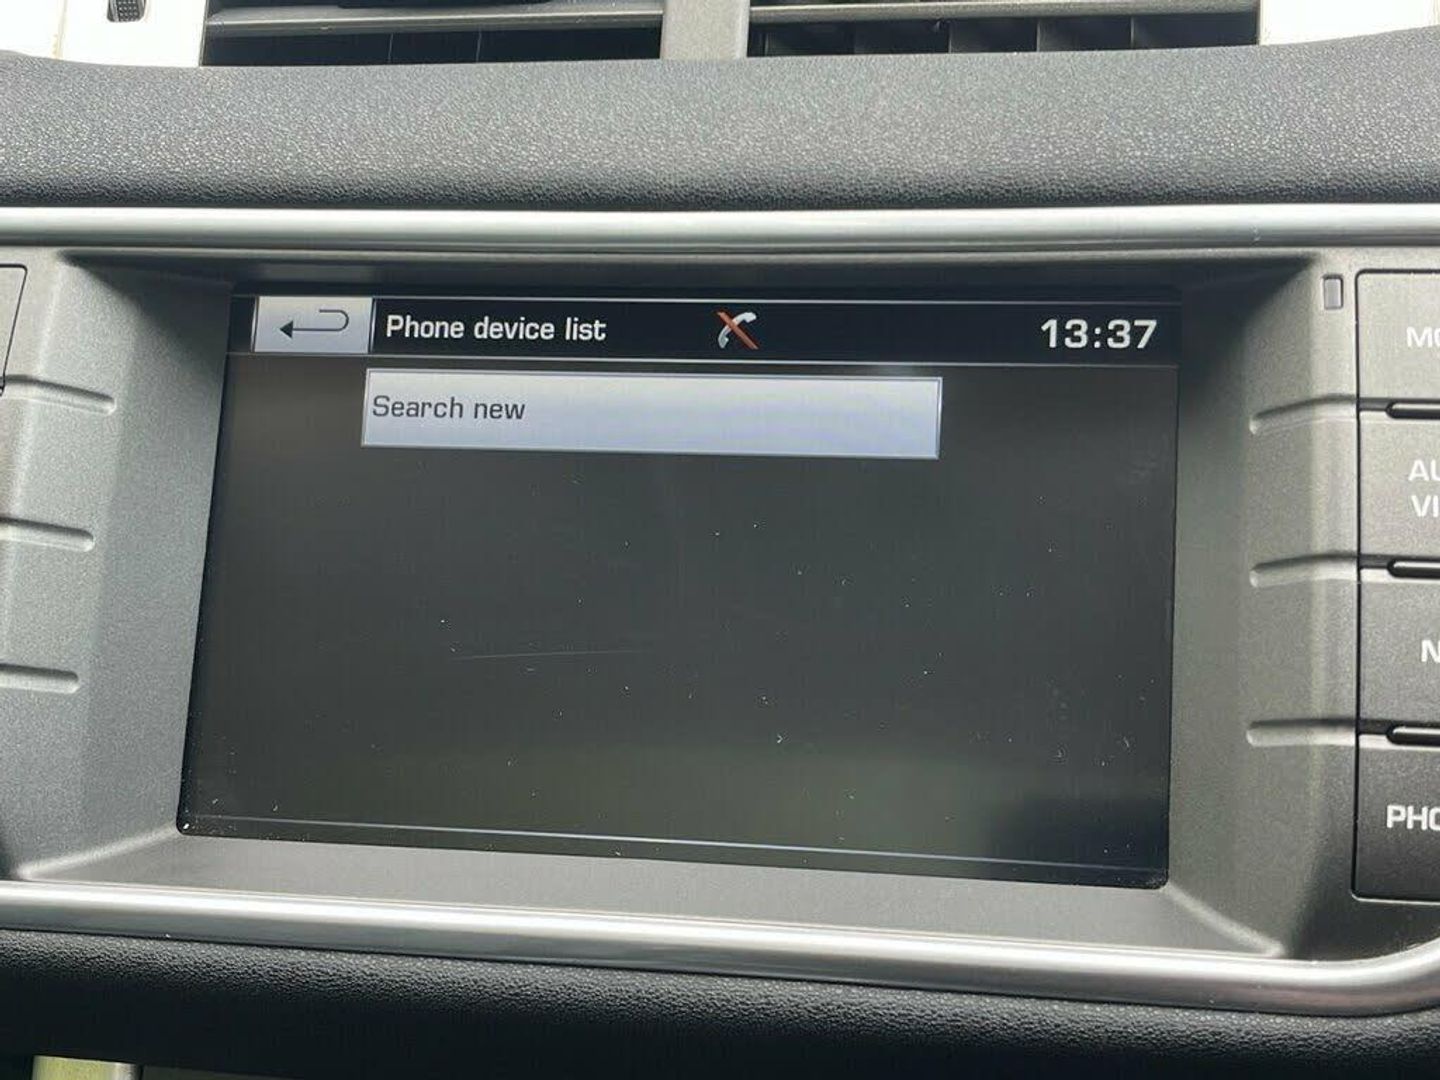 Phone device list
13:37
Search new